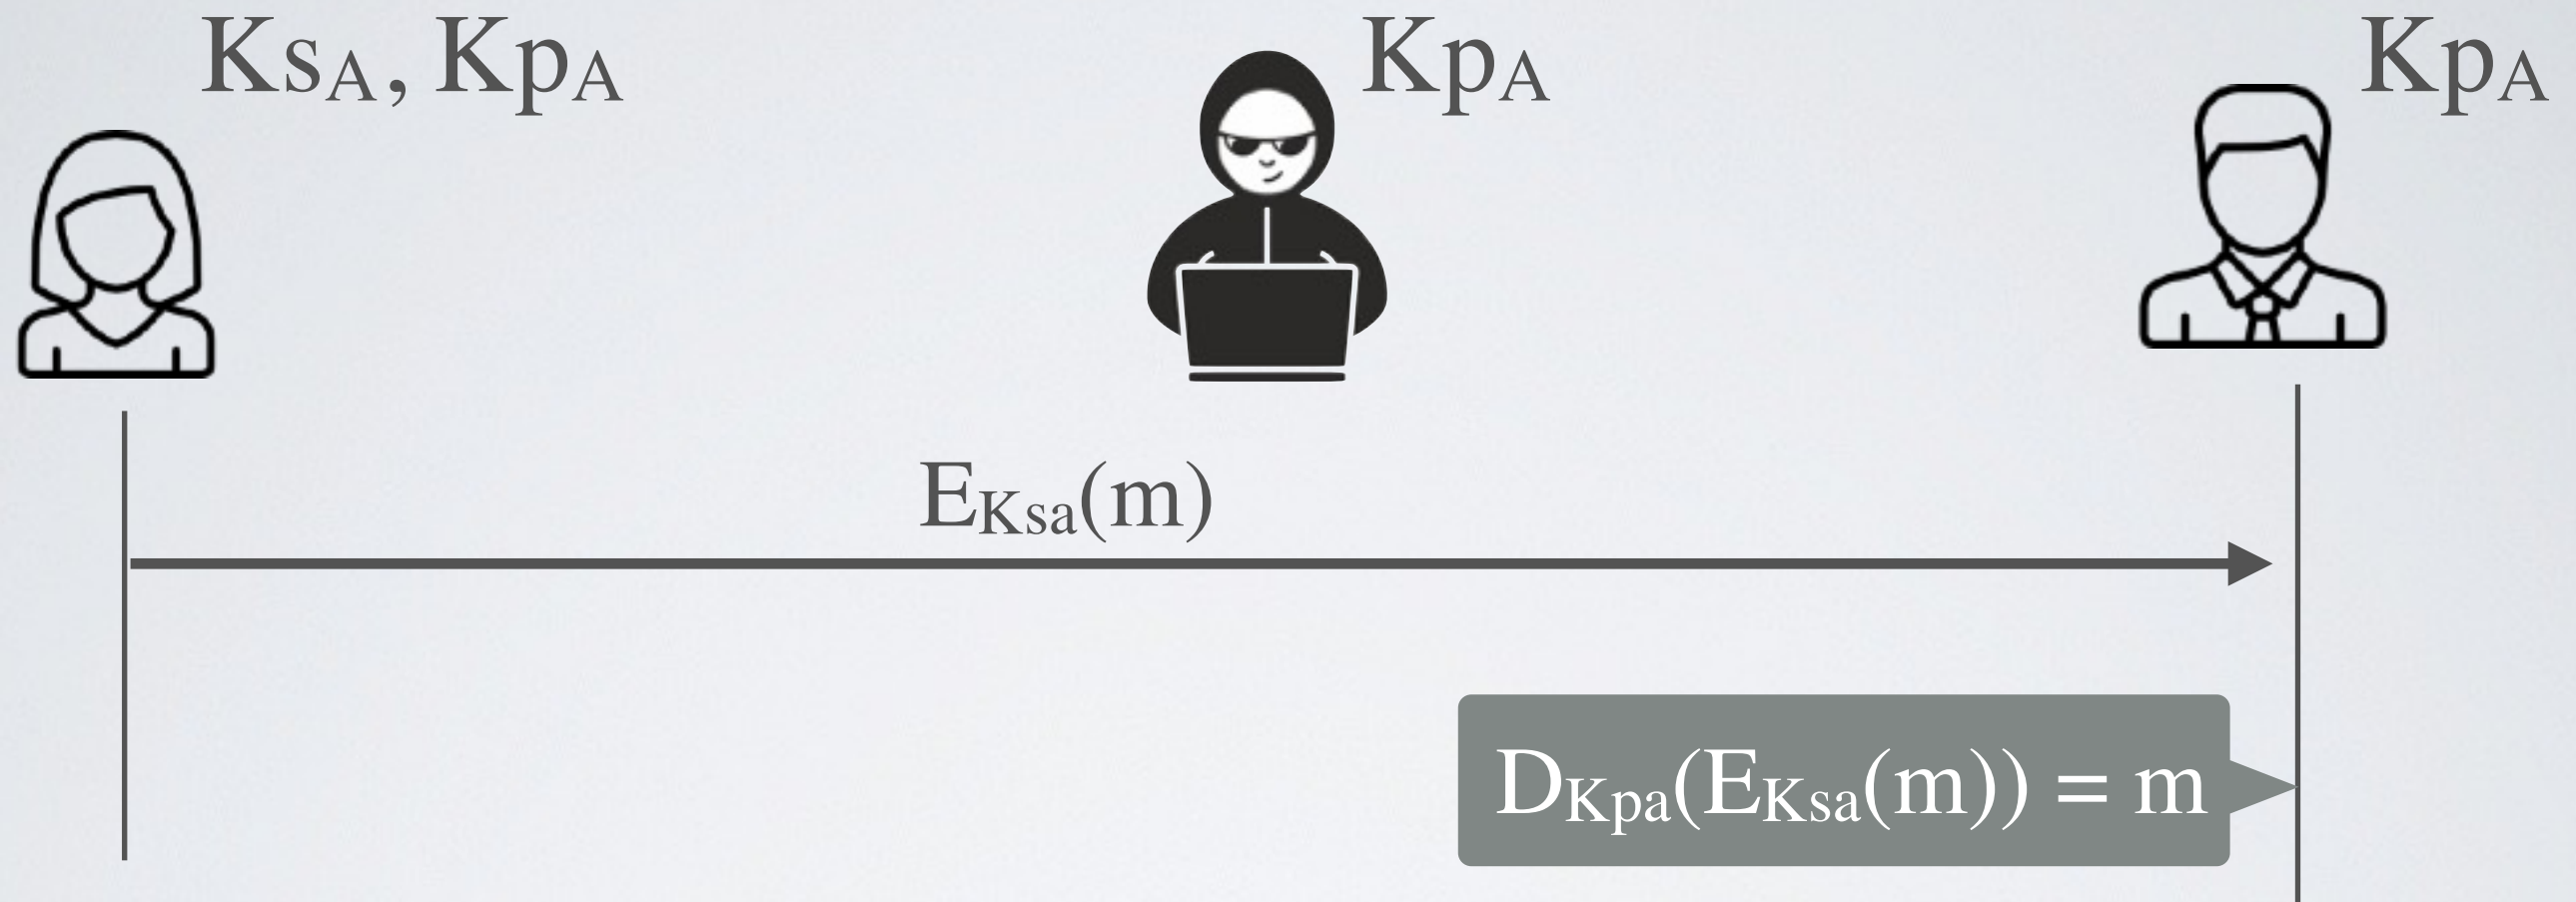 KsA, KpA
KpA
KpA
EKsa(m)
DKpa(EKsa(m)) = m